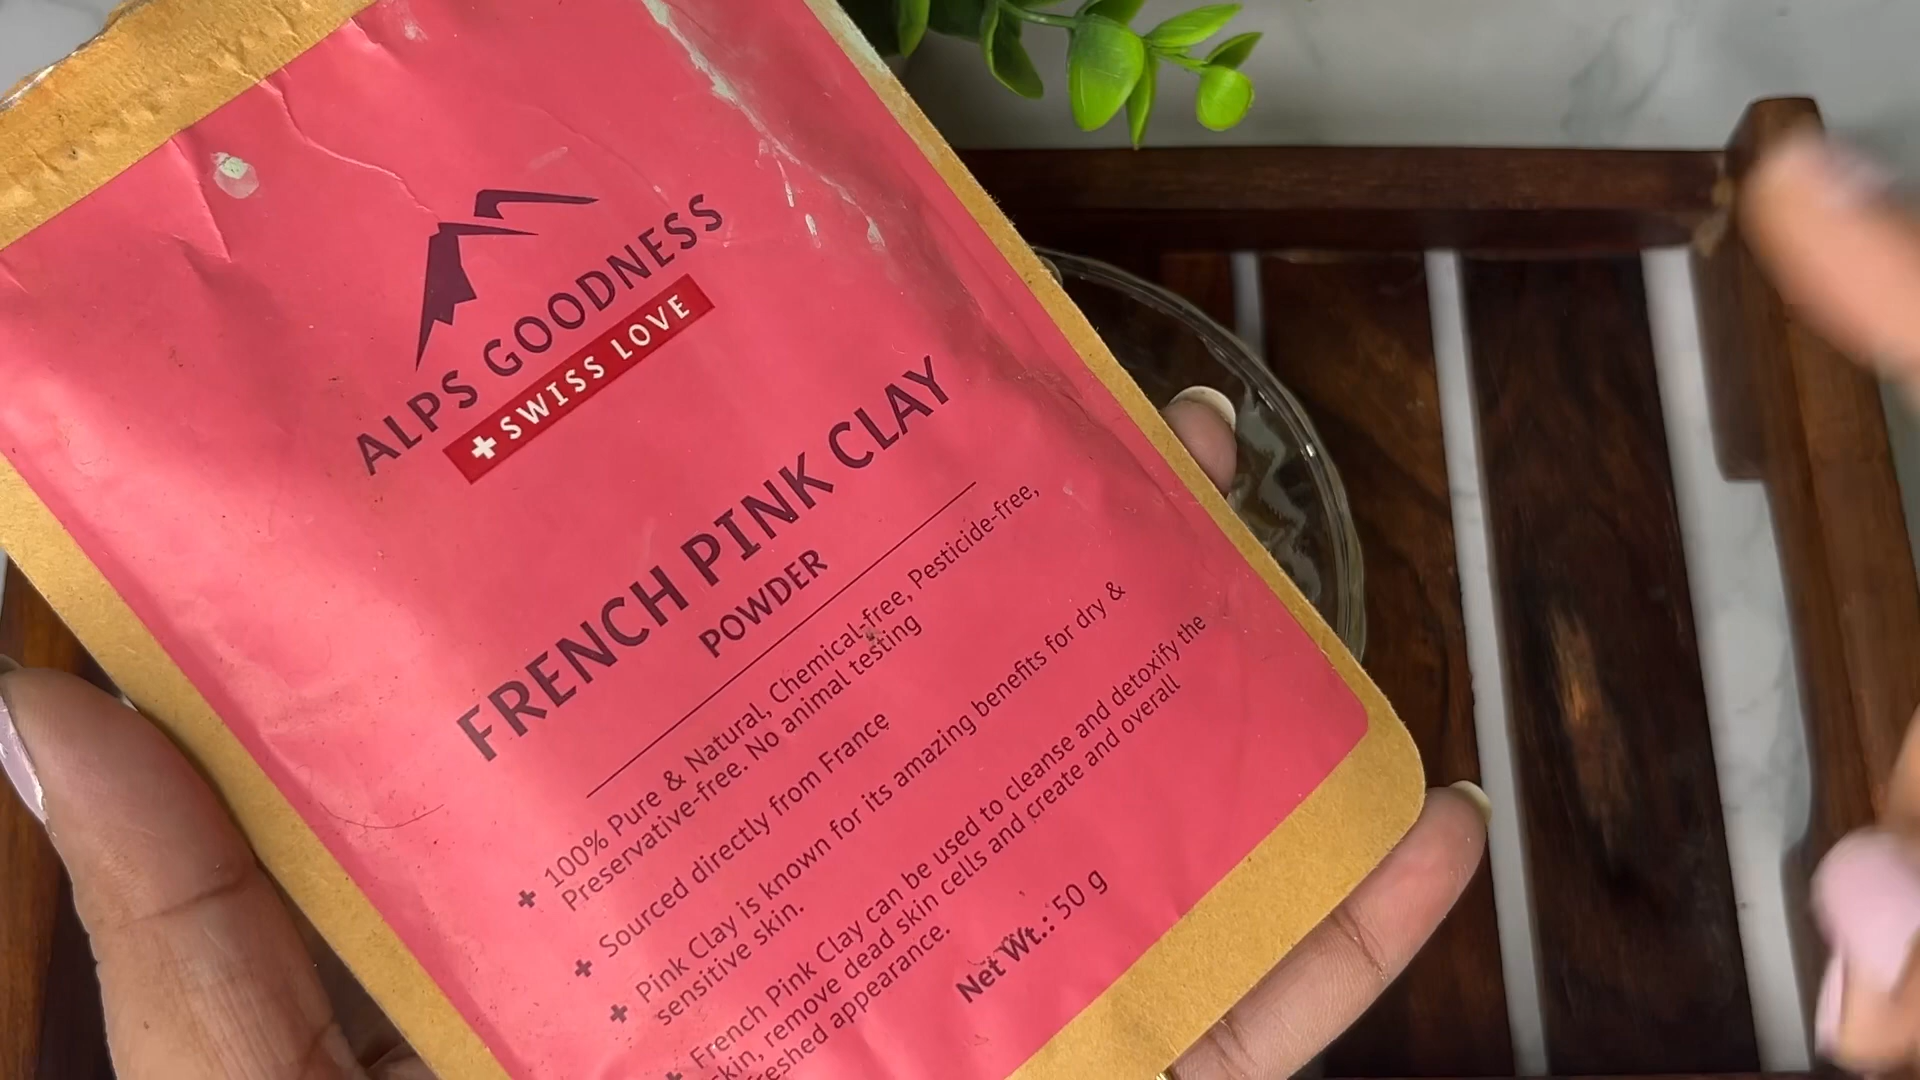 ALPS GOODNESS
SWISS LOVE
FRENCH PINK CLAY
POWDER
100% Pure & Natural, Chemical-free, Pesticide-free,
Preservative-free. No animal testing
Sourced directly from France
Pink Clay is known for its amazing benefits for dry &
sensitive skin.
French Pink Clay can be used to cleanse and detoxify the
skin, remove dead skin cells and create and overall
freshed appearance.
Net Wt.: 50 g